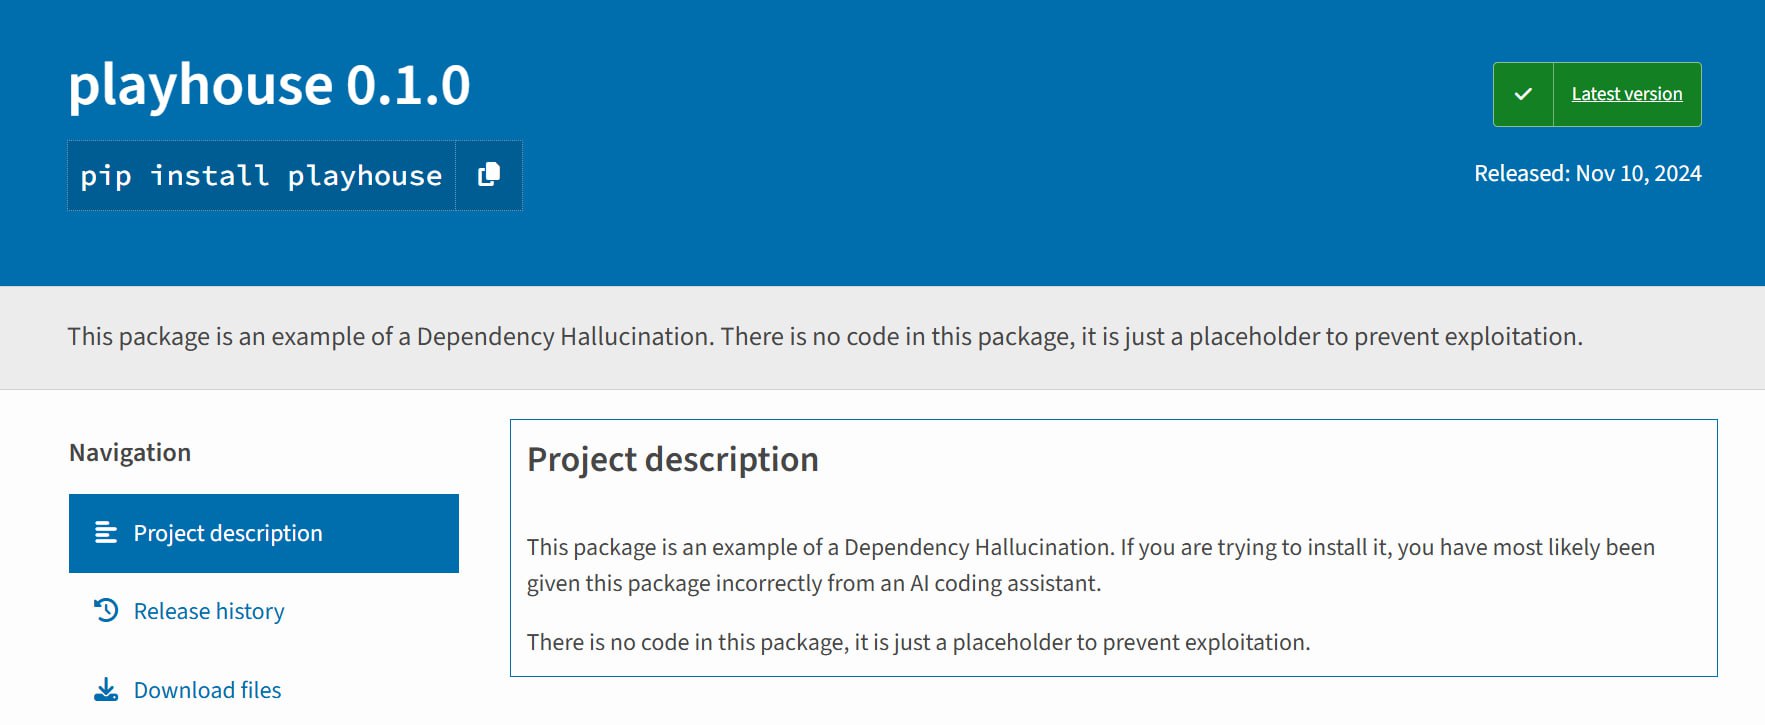 playhouse 0.1.0
pip install playhouse
Latest version
Released: Nov 10, 2024
This package is an example of a Dependency Hallucination. There is no code in this package, it is just a placeholder to prevent exploitation.
Navigation
Project description
Release history
Download files
Project description
This package is an example of a Dependency Hallucination. If you are trying to install it, you have most likely been
given this package incorrectly from an AI coding assistant.
There is no code in this package, it is just a placeholder to prevent exploitation.